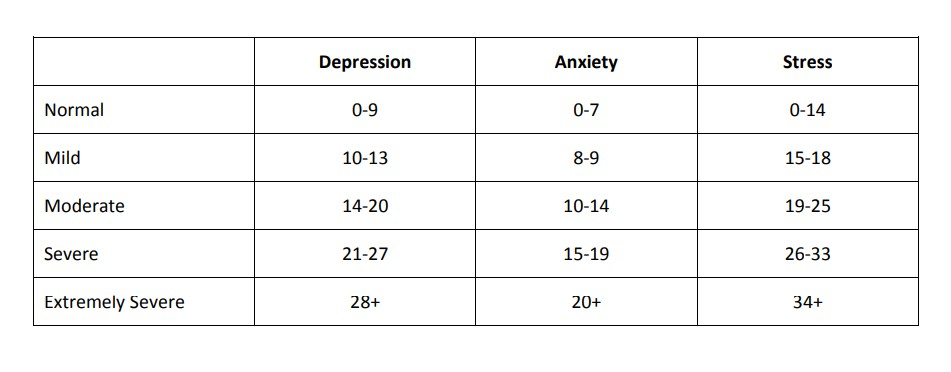 Depression Anxiety Stress
Normal 0-9 0-7 0-14
Mild 10-13 8-9 15-18
Moderate 14-20 10-14 19-25
Severe 21-27 15-19 26-33
Extremely Severe 28+ 20+ 34+